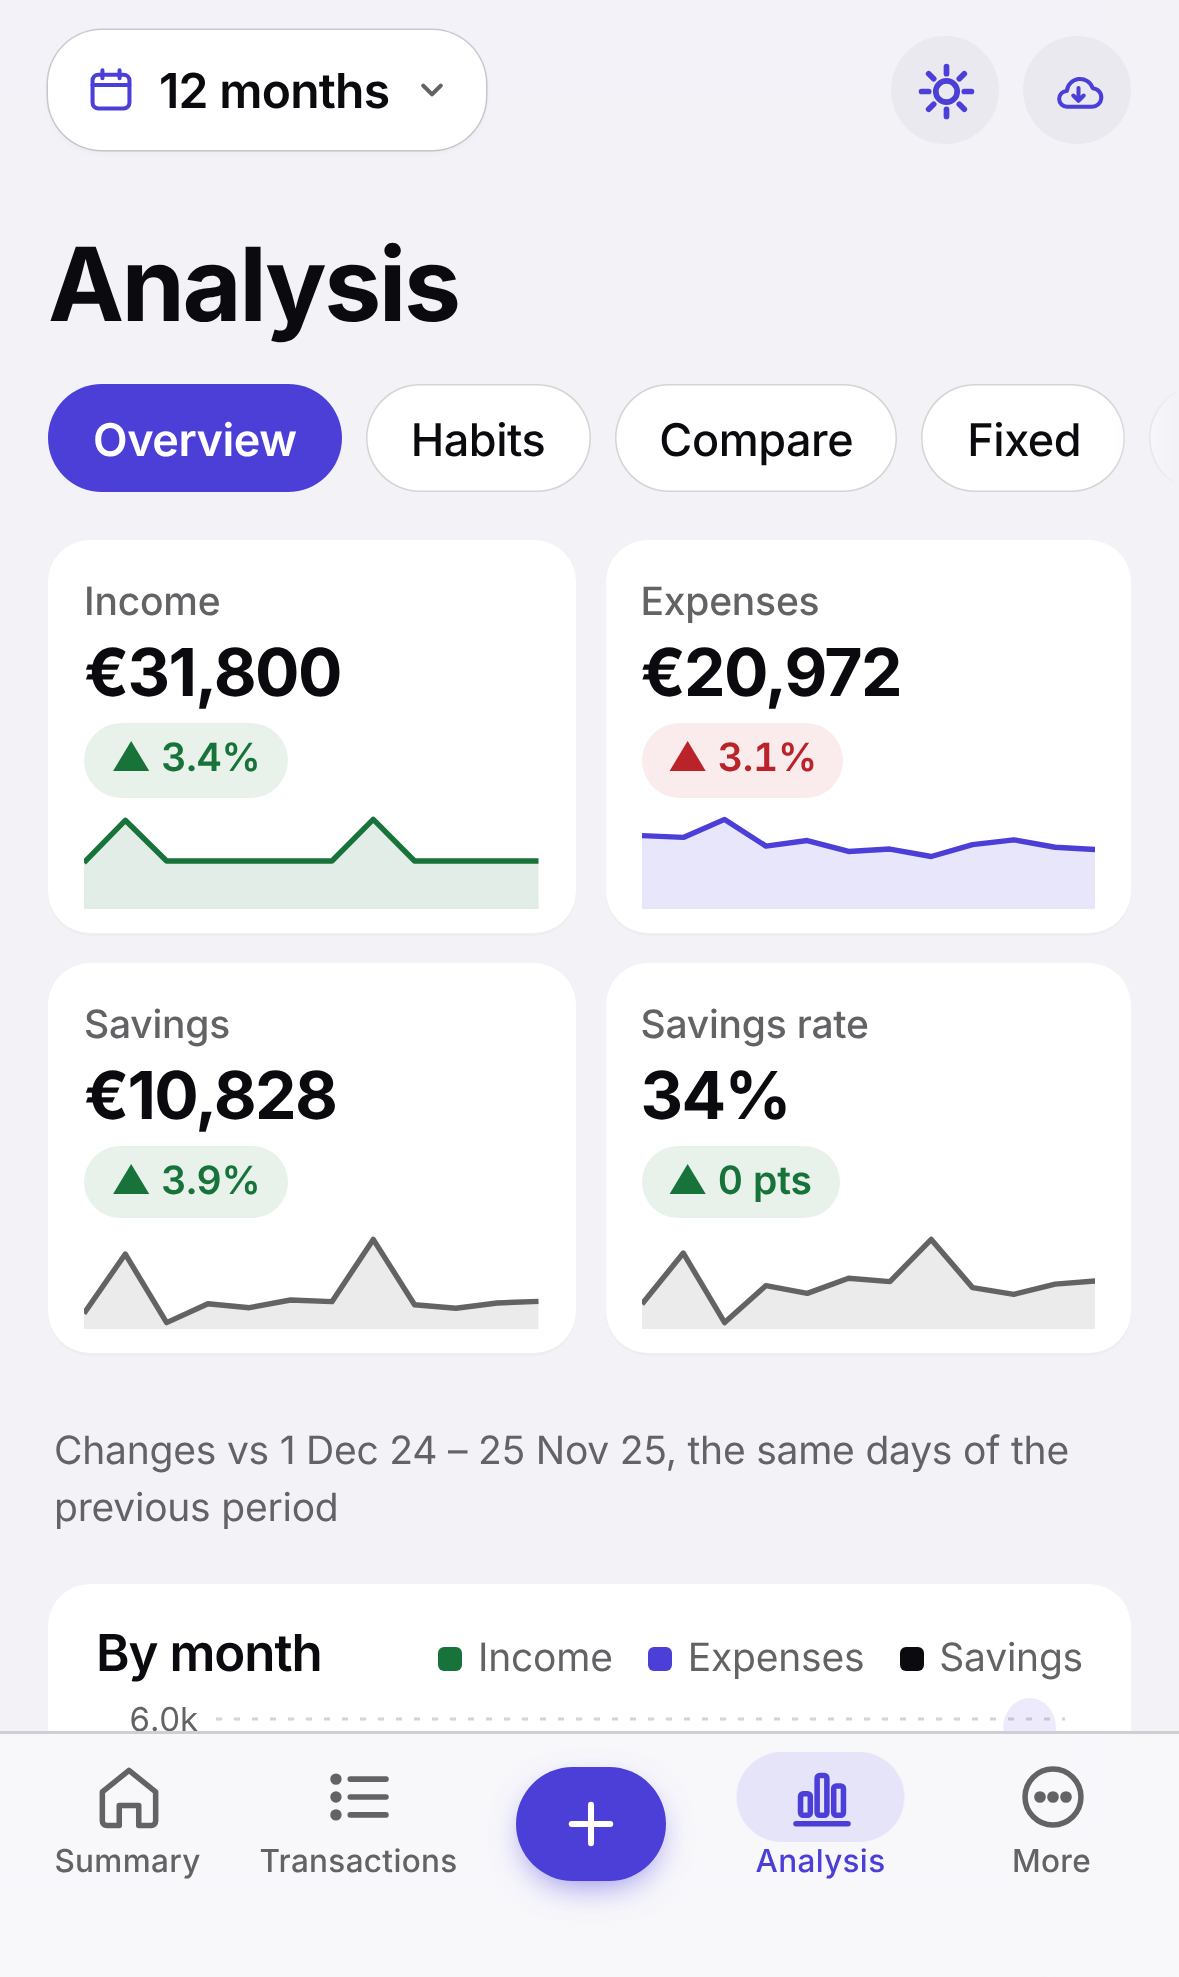 12 months
Analysis
Overview Habits Compare Fixed
Income
€31,800
▲ 3.4%
Expenses
€20,972
▲ 3.1%
Savings
€10,828
▲ 3.9%
Savings rate
34%
▲ 0 pts
Changes vs 1 Dec 24 – 25 Nov 25, the same days of the
previous period
By month
Income Expenses Savings
6.0k
Summary Transactions Analysis More